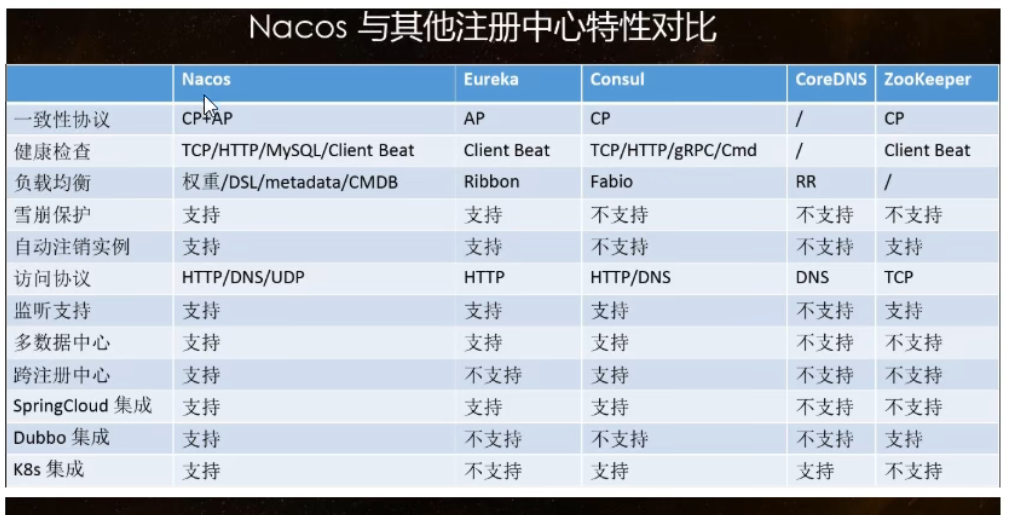 Nacos 与其他注册中心特性对比
Nacos Eureka Consul CoreDNS ZooKeeper
一致性协议 CP+AP AP CP / CP
健康检查 TCP/HTTP/MySQL/Client Beat Client Beat TCP/HTTP/gRPC/Cmd / Client Beat
负载均衡 权重/DSL/metadata/CMDB Ribbon Fabio RR /
雪崩保护 支持 支持 不支持 不支持 不支持
自动注销实例 支持 支持 不支持 不支持 支持
访问协议 HTTP/DNS/UDP HTTP HTTP/DNS DNS TCP
监听支持 支持 支持 支持 不支持 支持
多数据中心 支持 支持 支持 不支持 不支持
跨注册中心 支持 不支持 支持 不支持 不支持
SpringCloud 集成 支持 支持 支持 不支持 不支持
Dubbo 集成 支持 不支持 不支持 不支持 支持
K8s 集成 支持 不支持 支持 支持 不支持